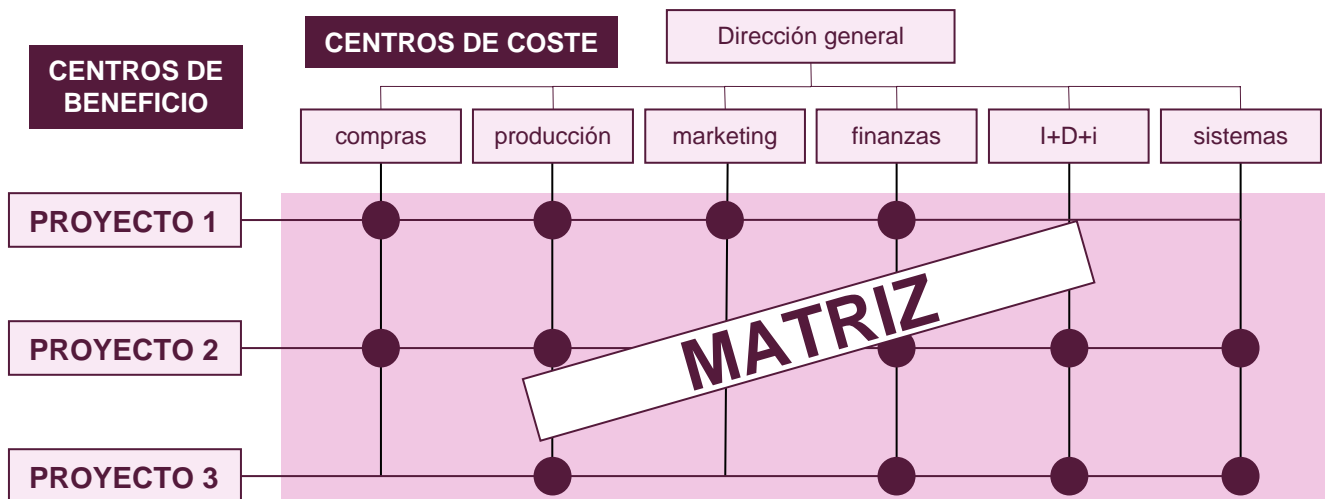 CENTROS DE
BENEFICIO
CENTROS DE COSTE
Dirección general
compras
producción
marketing
finanzas
I+D+i
sistemas
PROYECTO 1
PROYECTO 2
PROYECTO 3
MATRIZ